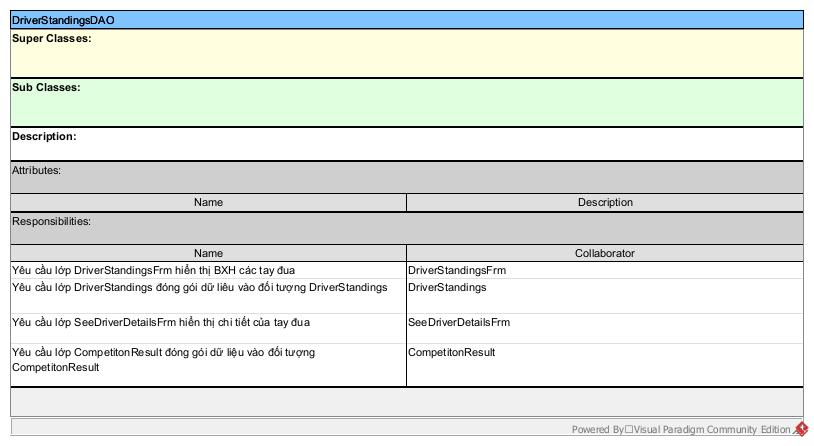 DriverStandingsDAO
Super Classes:
Sub Classes:
Description:
Attributes:
Name Description
Responsibilities:
Name Collaborator
Yêu cầu lớp DriverStandingsFrm hiển thị BXH các tay đua DriverStandingsFrm
Yêu cầu lớp DriverStandings đóng gói dữ liêu vào đối tượng DriverStandings DriverStandings
Yêu cầu lớp SeeDriverDetailsFrm hiển thị chi tiết của tay đua SeeDriverDetailsFrm
Yêu cầu lớp CompetitonResult đóng gói dữ liệu vào đối tượng CompetitonResult
CompetitonResult
Powered By□Visual Paradigm Community Edition